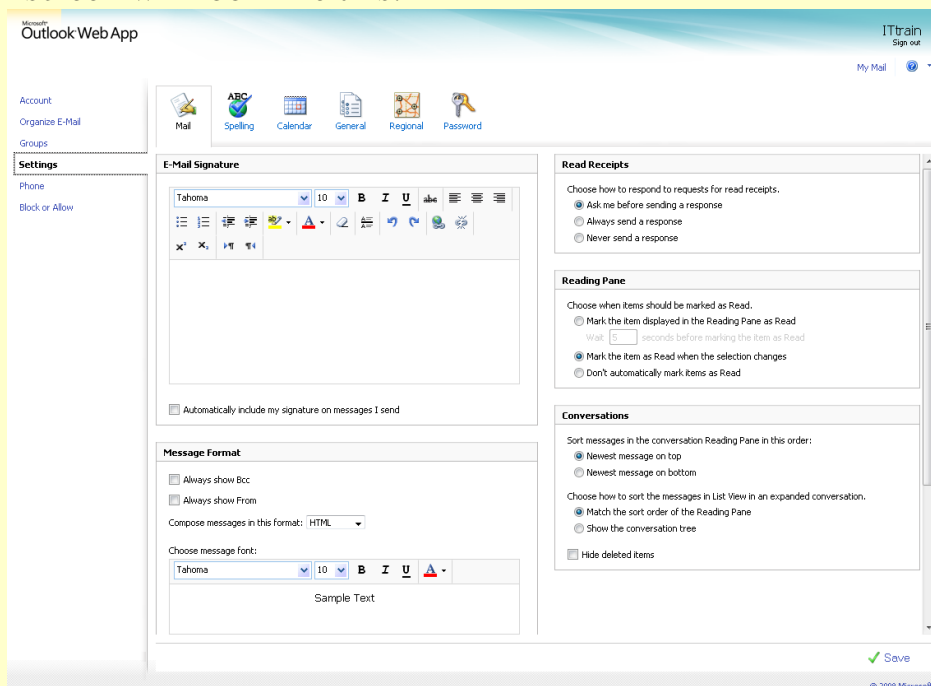 Microsoft
Outlook Web App
ITtrain
Sign out
My Mail
Account
Organize E-Mail
Groups
Settings
Phone
Block or Allow
Mail
Spelling
Calendar
General
Regional
Password
E-Mail Signature
Tahoma 10 B I U abc
Automatically include my signature on messages I send
Message Format
Always show Bcc
Always show From
Compose messages in this format: HTML
Choose message font:
Tahoma 10 B I U A
Sample Text
Read Receipts
Choose how to respond to requests for read receipts.
Ask me before sending a response
Always send a response
Never send a response
Reading Pane
Choose when items should be marked as Read.
Mark the item displayed in the Reading Pane as Read
Wait 5 seconds before marking the item as Read
Mark the item as Read when the selection changes
Don't automatically mark items as Read
Conversations
Sort messages in the conversation Reading Pane in this order:
Newest message on top
Newest message on bottom
Choose how to sort the messages in List View in an expanded conversation.
Match the sort order of the Reading Pane
Show the conversation tree
Hide deleted items
Save